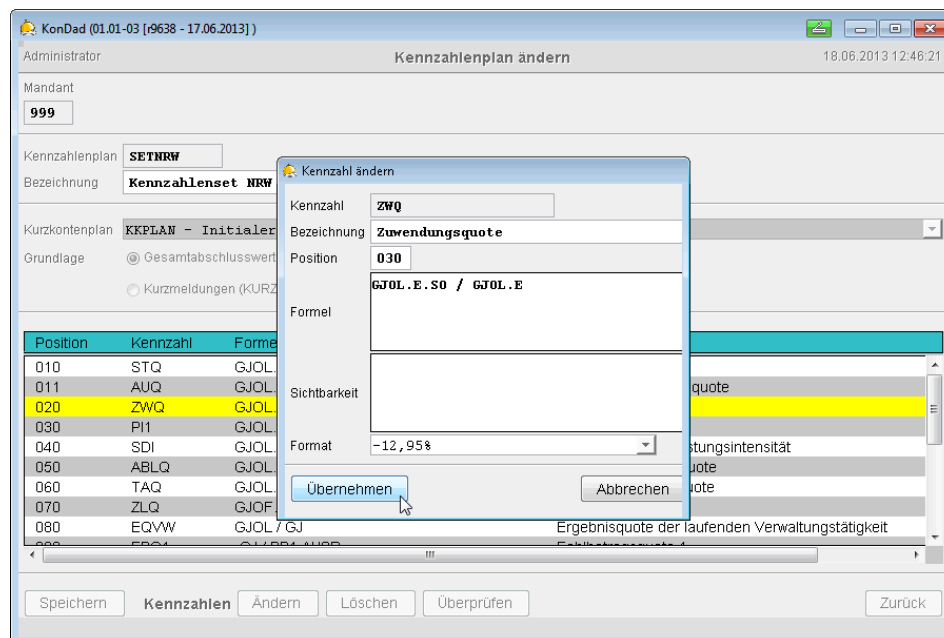 KonDad (01.01-03 [r9638 - 17.06.2013] )
Administrator Kennzahlenplan ändern 18.06.2013 12:46:21
Mandant
999
Kennzahlenplan SETNRW
Bezeichnung Kennzahlenset NRW
Kurzkontenplan KKPLAN - Initialer
Grundlage Gesamtabschlusswert
Kurzmeldungen (KURZ
Kennzahl ändern
Kennzahl ZWQ
Bezeichnung Zuwendungsquote
Position 030
Formel GJOL.E.SO / GJOL.E
Sichtbarkeit
Format -12,95%
Übernehmen Abbrechen
Position Kennzahl Forme
010 STQ GJOL.
011 AUQ GJOL. quote
020 ZWQ GJOL.
030 PI1 GJOL.
040 SDI GJOL. stungsintensität
050 ABLQ GJOL. uote
060 TAQ GJOL. uote
070 ZLQ GJOF.
080 EQVW GJOL / GJ Ergebnisquote der laufenden Verwaltungstätigkeit
Speichern Kennzahlen Ändern Löschen Überprüfen Zurück